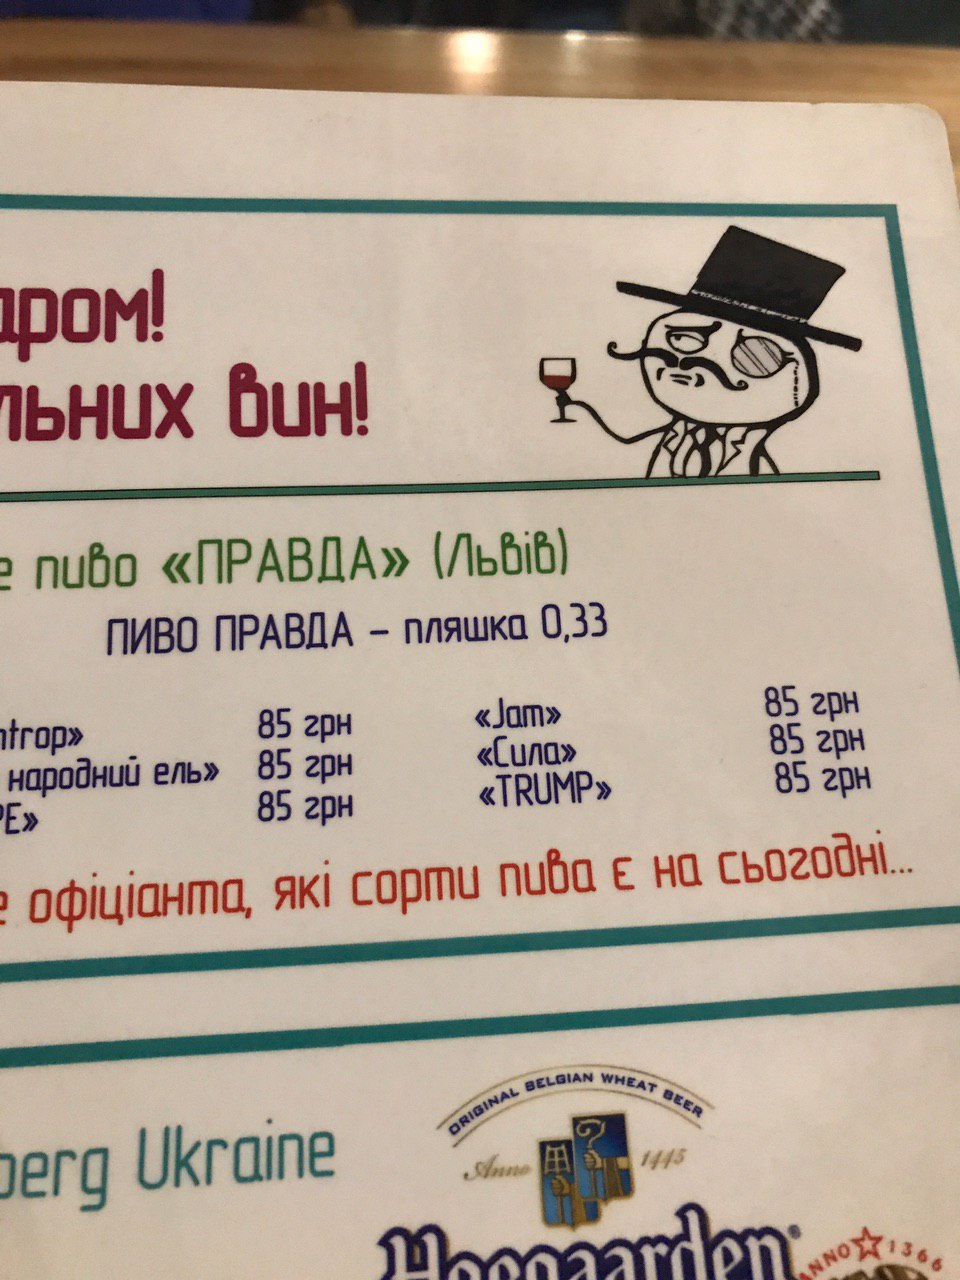 дром!
льних вин!
е пиво «ПРАВДА» (Львів)
ПИВО ПРАВДА – пляшка 0,33
ntrop» 85 грн «Jam» 85 грн
народний ель» 85 грн «Сила» 85 грн
PE» 85 грн «TRUMP» 85 грн
е офіціанта, які сорти пива є на сьогодні...
berg Ukraine
ORIGINAL BELGIAN WHEAT BEER
Anno 1445
Hoegaarden®
ANNO 1366